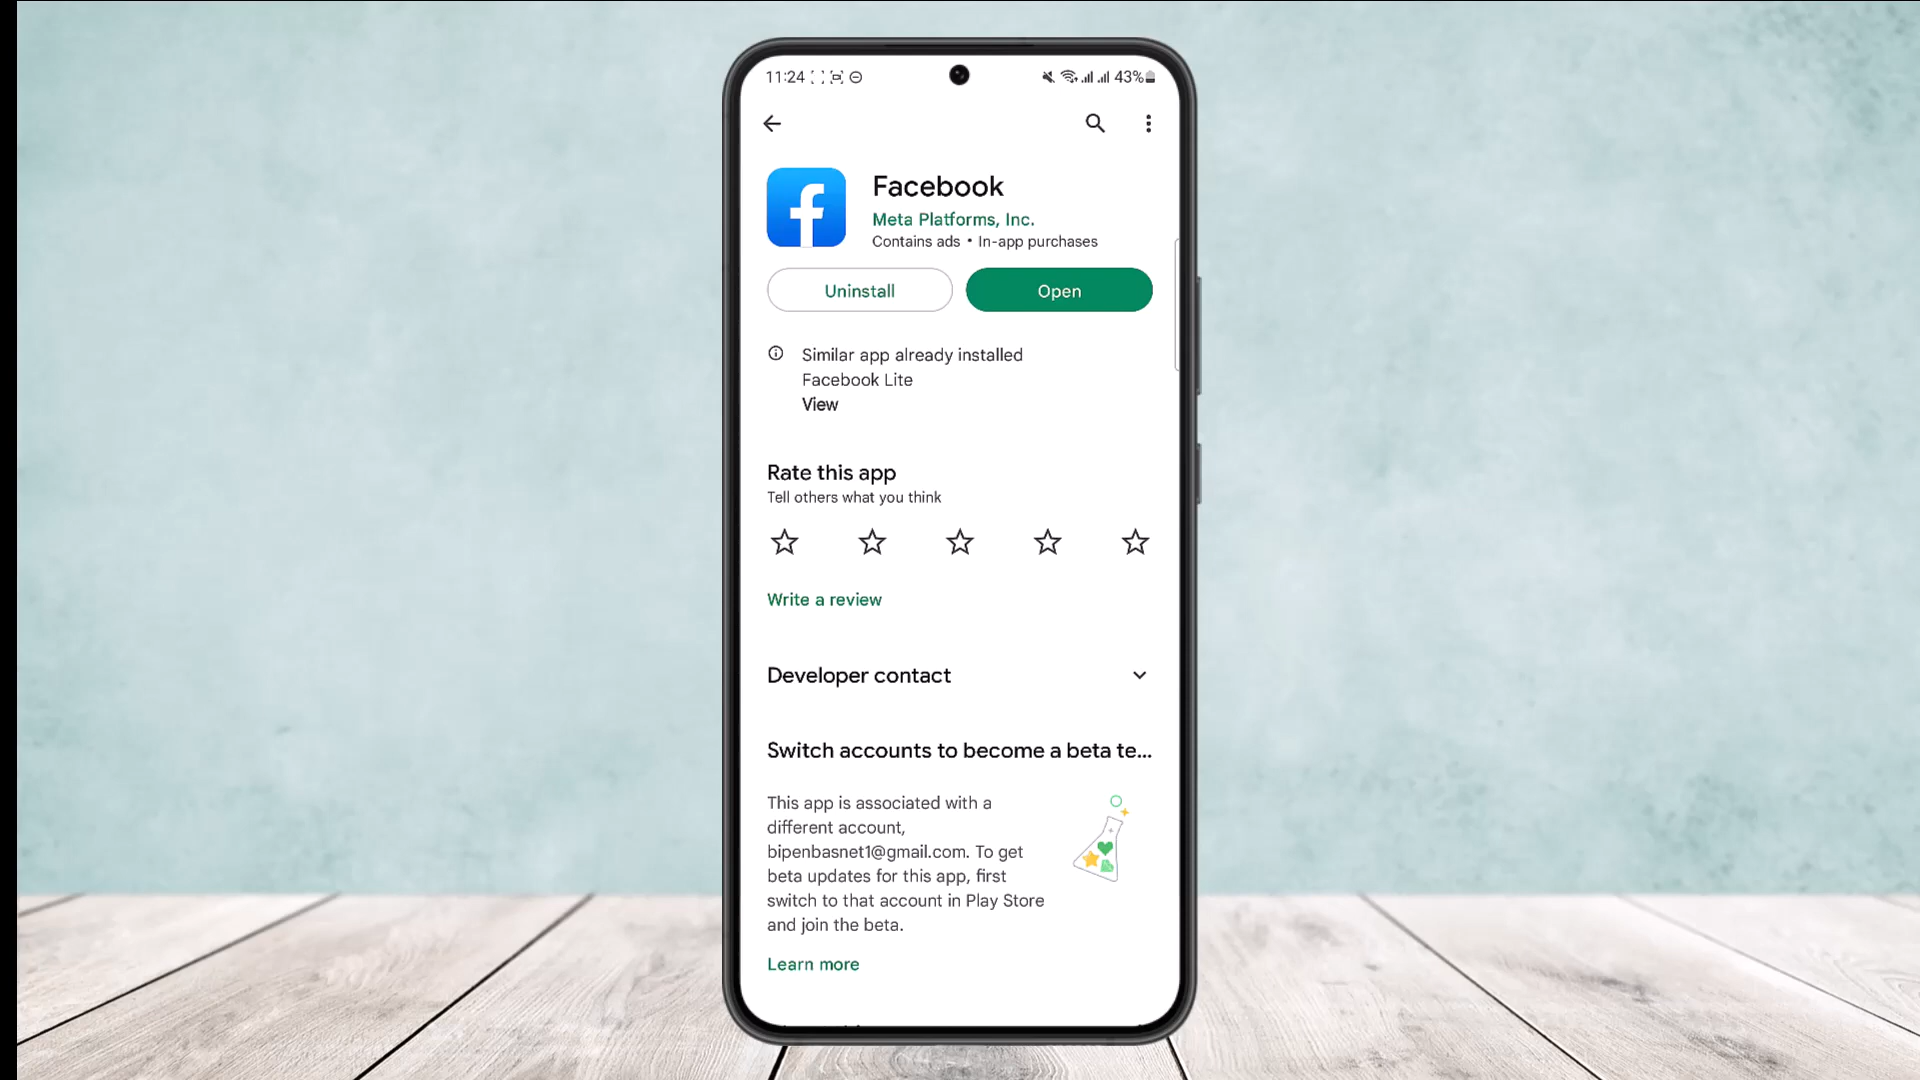 11:24
43%
Facebook
Meta Platforms, Inc.
Contains ads • In-app purchases
Uninstall
Open
Similar app already installed
Facebook Lite
View
Rate this app
Tell others what you think
Write a review
Developer contact
Switch accounts to become a beta te...
This app is associated with a
different account,
bipenbasnet1@gmail.com. To get
beta updates for this app, first
switch to that account in Play Store
and join the beta.
Learn more